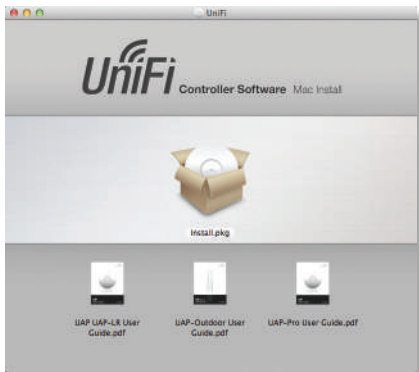 UniFi
UniFi Controller Software Mac Install
Install.pkg
UAP UAP-LR User
Guide.pdf
UAP-Outdoor User
Guide.pdf
UAP-Pro User Guide.pdf